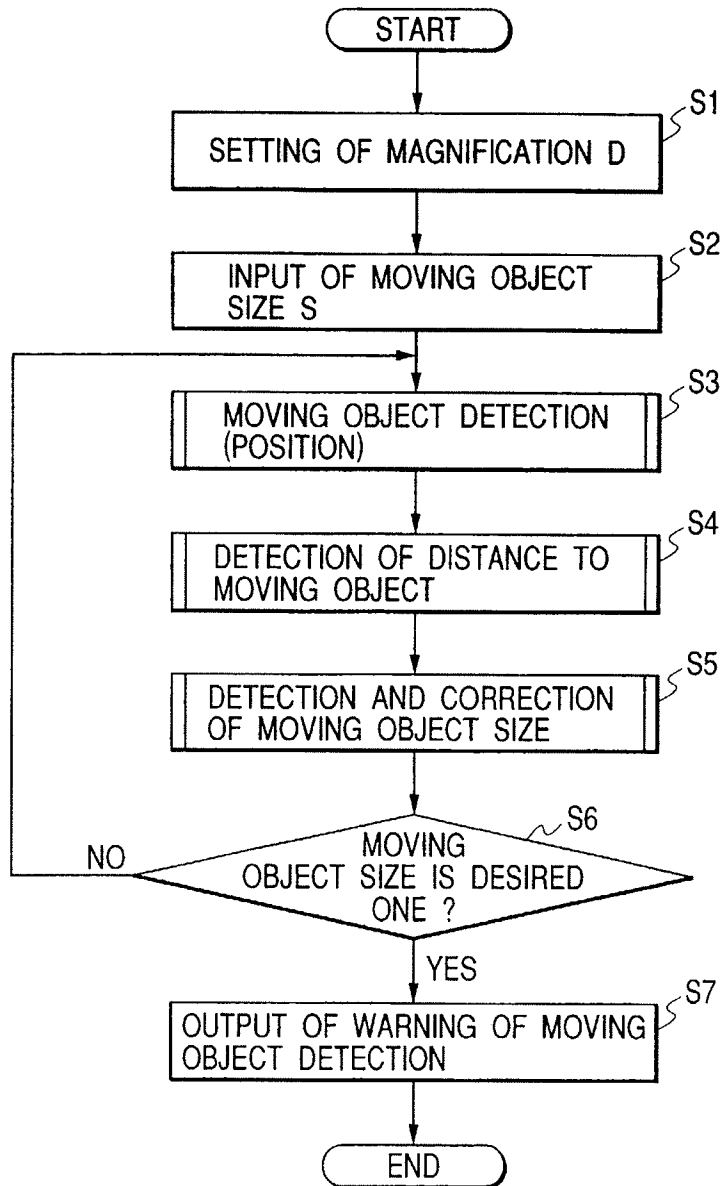 START
S1
SETTING OF MAGNIFICATION D
S2
INPUT OF MOVING OBJECT
SIZE S
S3
MOVING OBJECT DETECTION
(POSITION)
S4
DETECTION OF DISTANCE TO
MOVING OBJECT
S5
DETECTION AND CORRECTION
OF MOVING OBJECT SIZE
S6
MOVING
OBJECT SIZE IS DESIRED
ONE ?
NO
YES
S7
OUTPUT OF WARNING OF MOVING
OBJECT DETECTION
END